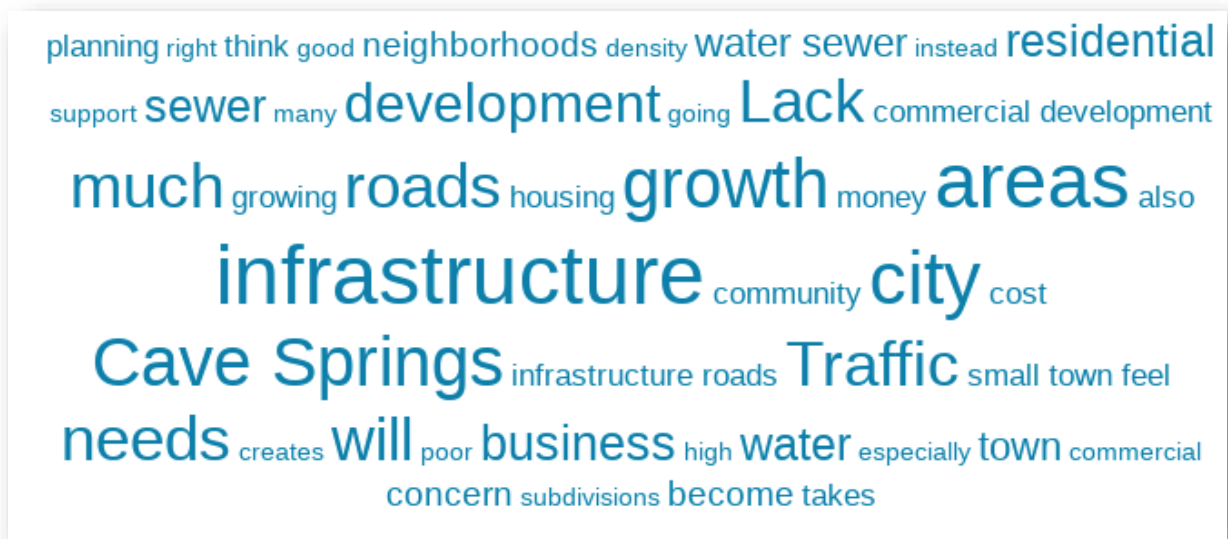 planning right think good neighborhoods density water sewer instead residential
support sewer many development going Lack commercial development
much growing roads housing growth money areas also
infrastructure community city cost
Cave Springs infrastructure roads Traffic small town feel
needs creates will poor business high water especially town commercial
concern subdivisions become takes